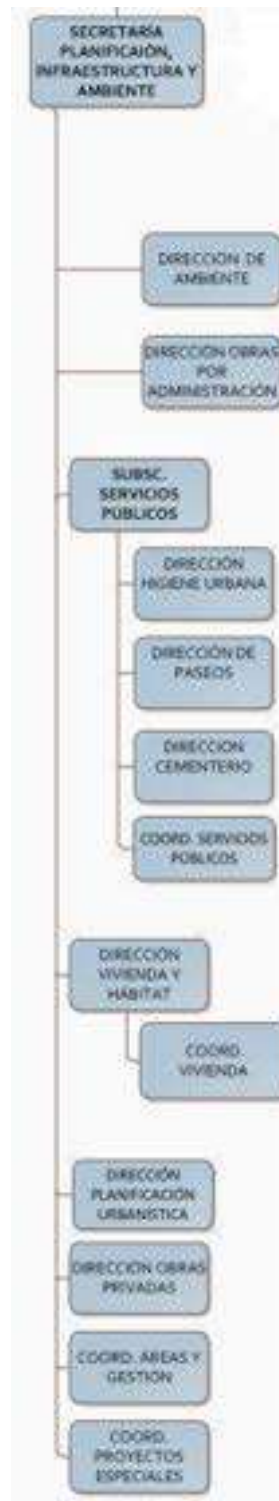 SECRETARÍA
PLANIFICAIÓN,
INFRAESTRUCTURA Y
AMBIENTE
DIRECCIÓN DE
AMBIENTE
DIRECCIÓN OBRAS
POR
ADMINISTRACIÓN
SUBSC.
SERVICIOS
PÚBLICOS
DIRECCIÓN
HIGIENE URBANA
DIRECCIÓN DE
PASEOS
DIRECCIÓN
CEMENTERIO
COORD. SERVICIOS
PÚBLICOS
DIRECCIÓN
VIVIENDA Y
HÁBITAT
COORD.
VIVIENDA
DIRECCIÓN
PLANIFICACIÓN
URBANÍSTICA
DIRECCIÓN OBRAS
PRIVADAS
COORD. ÁREAS Y
GESTIÓN
COORD.
PROYECTOS
ESPECIALES